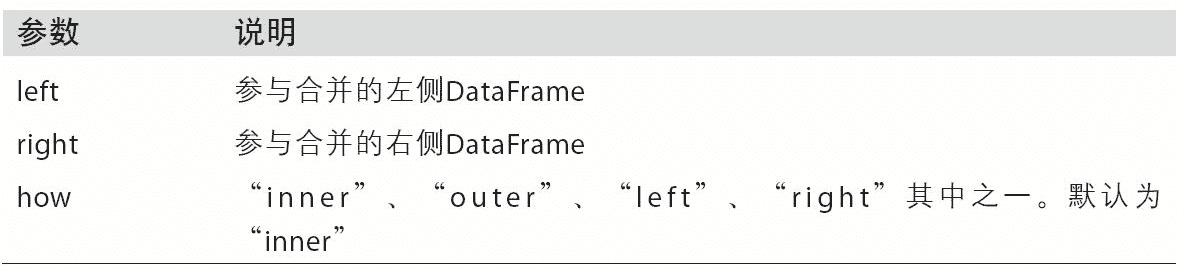 参数 说明
left 参与合并的左侧DataFrame
right 参与合并的右侧DataFrame
how “inner”、“outer”、“left”、“right”其中之一。默认为
“inner”